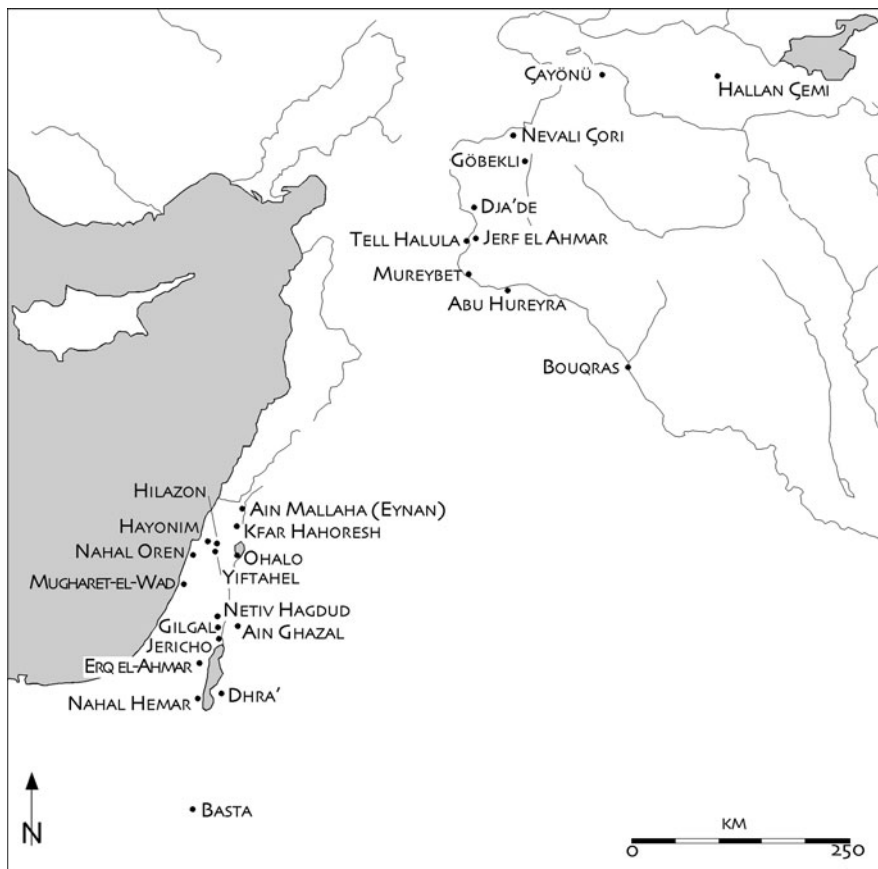 ÇAYÖNÜ
HALLAN ÇEMI
NEVALI ÇORI
GÖBEKLI
DJA'DE
TELL HALULA
JERF EL AHMAR
MUREYBET
ABU HUREYRA
BOUQRAS
HILAZON
AIN MALLAHA (EYNAN)
HAYONIM
KFAR HAHORESH
NAHAL OREN
OHALO
YIFTAHEL
MUGHARET-EL-WAD
NETIV HAGDUD
GILGAL
AIN GHAZAL
JERICHO
ERQ EL-AHMAR
NAHAL HEMAR
DHRA'
BASTA
N
KM
0 250